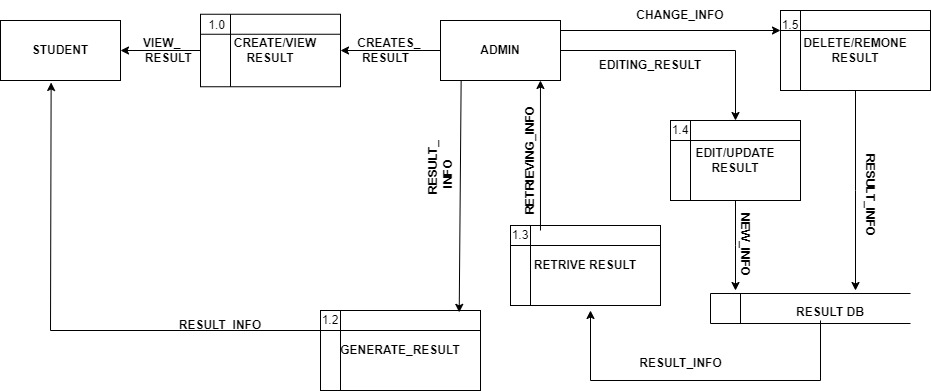 CHANGE_INFO
1.0
1.5
STUDENT
VIEW_
RESULT
CREATE/VIEW
RESULT
CREATES_
RESULT
ADMIN
DELETE/REMONE
RESULT
EDITING_RESULT
RETRIEVING_INFO
1.4
EDIT/UPDATE
RESULT
RESULT_
INFO
RESULT_INFO
NEW_INFO
1.3
RETRIVE RESULT
RESULT DB
1.2
RESULT_INFO
GENERATE_RESULT
RESULT_INFO